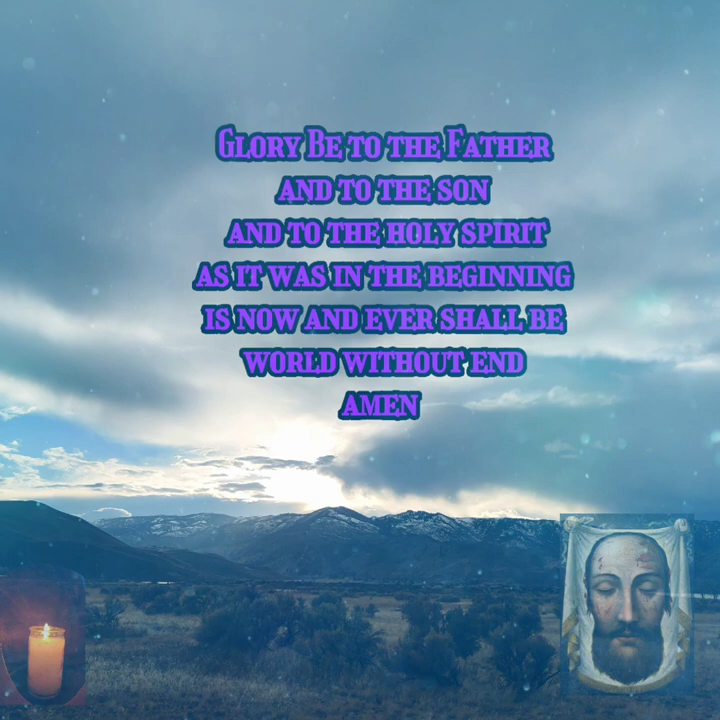 Glory Be to the Father
and to the son
and to the holy spirit
as it was in the beginning
is now and ever shall be
world without end
amen